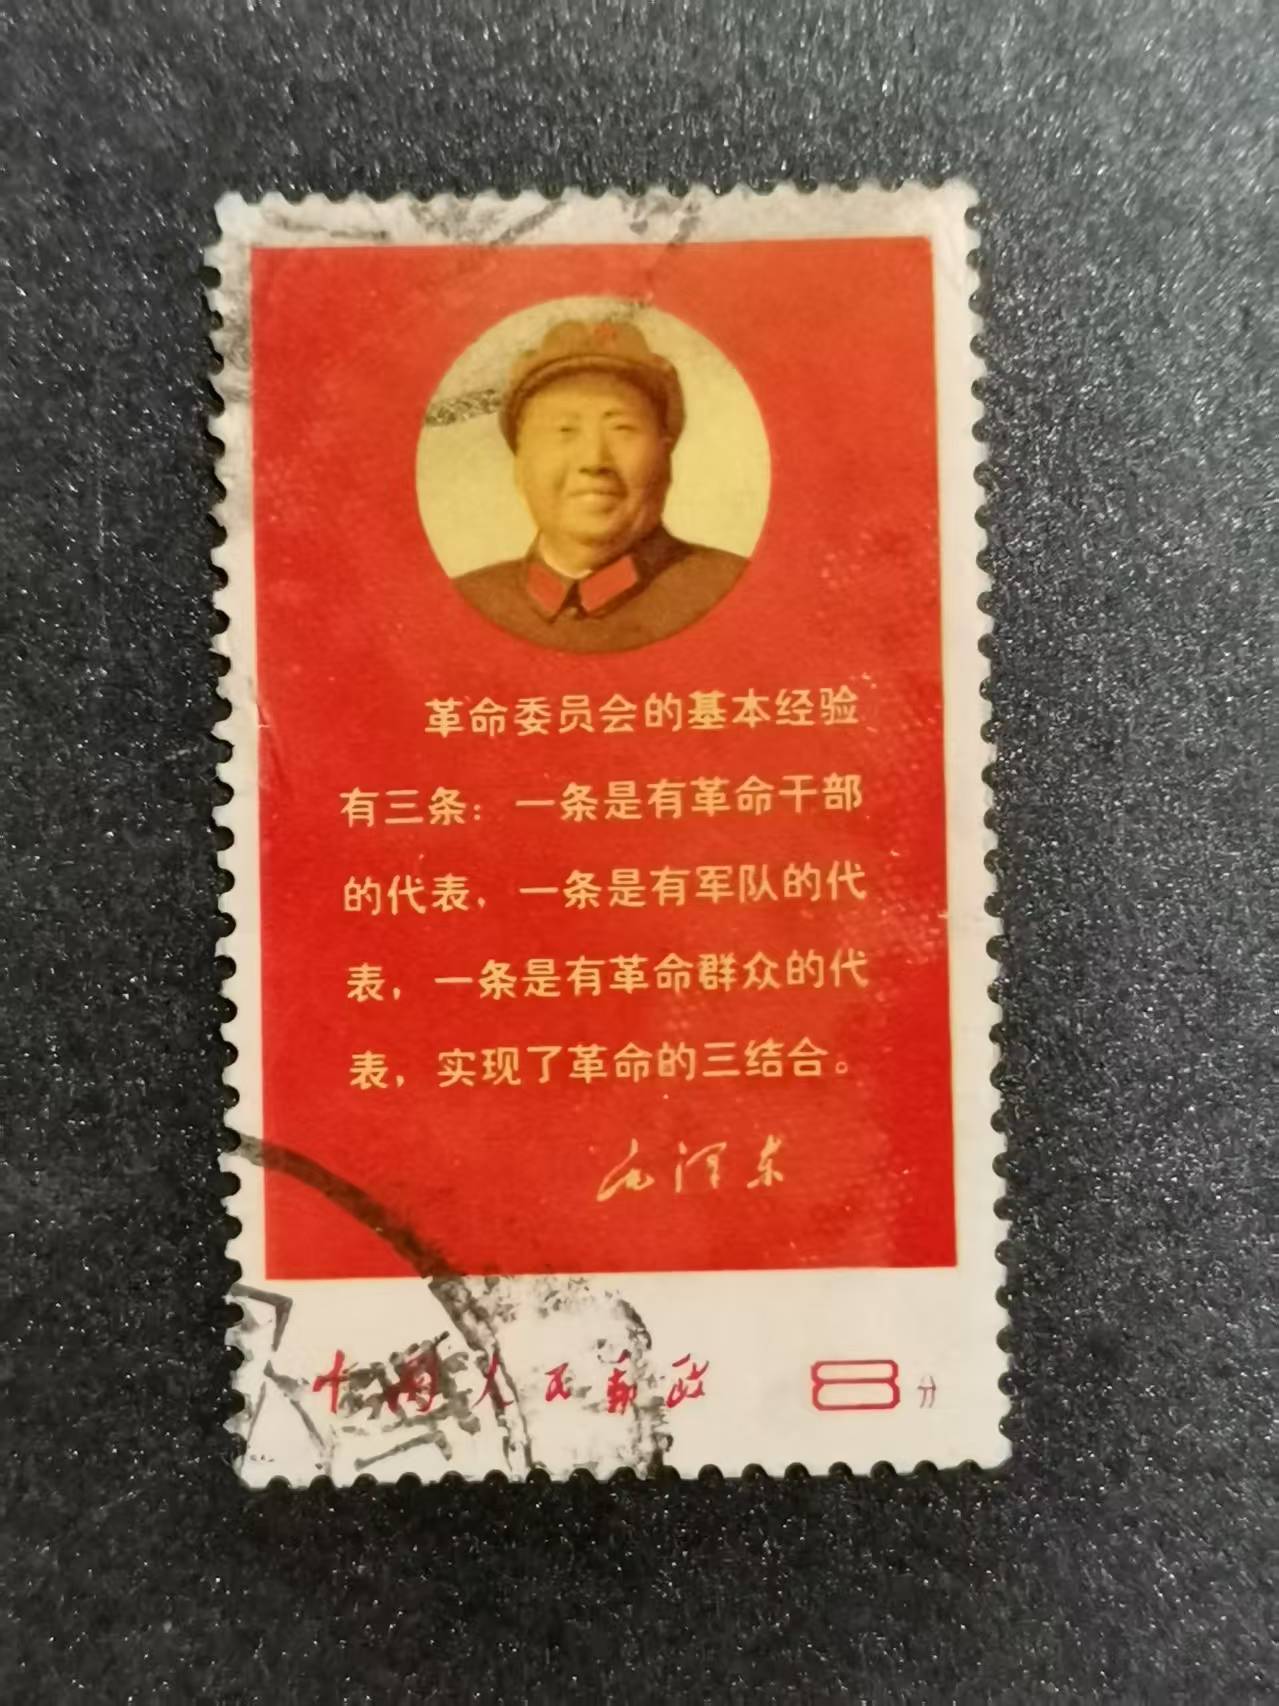 革命委员会的基本经验
有三条：一条是有革命干部
的代表，一条是有军队的代
表，一条是有革命群众的代
表，实现了革命的三结合。
毛泽东
中国人民邮政 8分